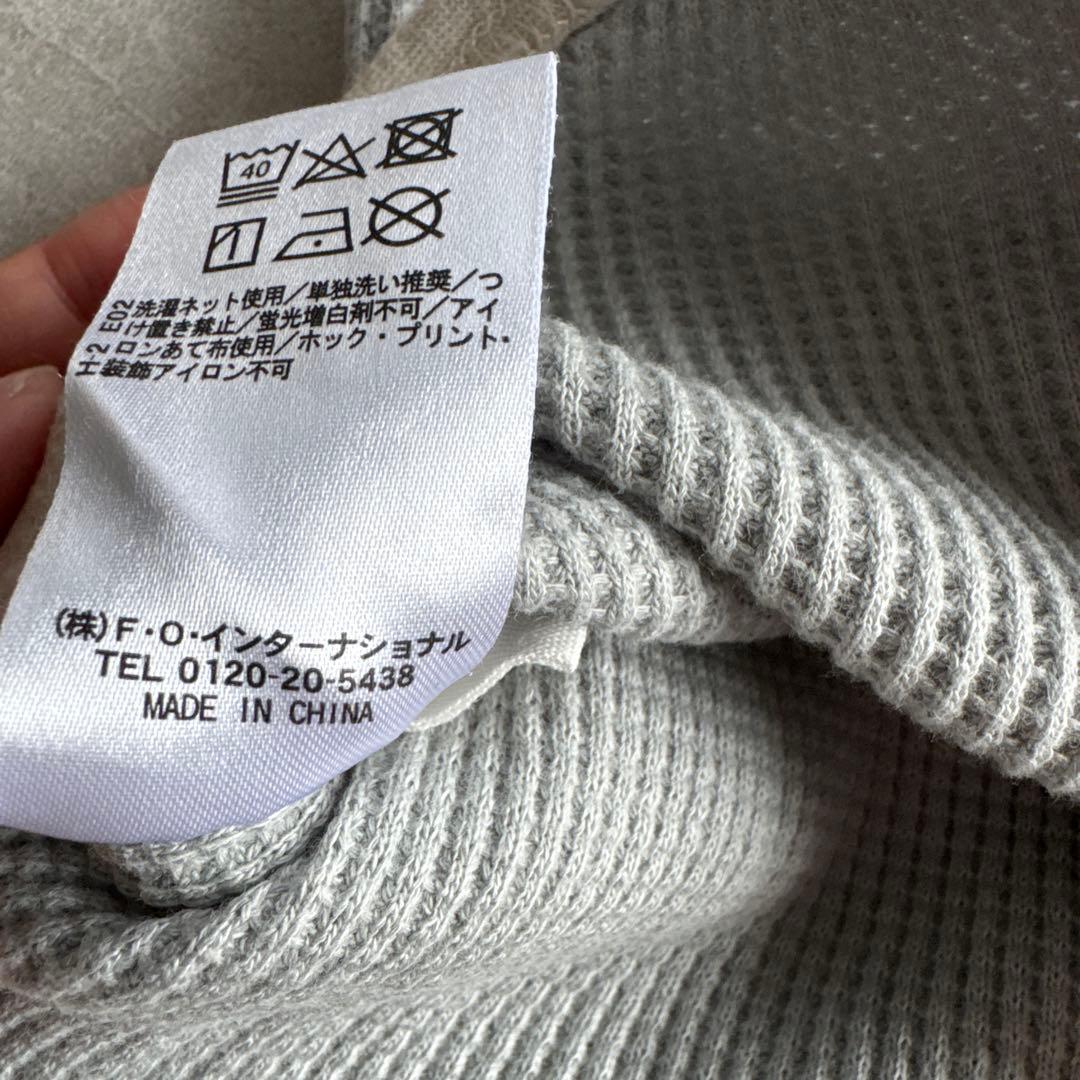 40
E02 洗濯ネット使用/単独洗い推奨/つ
け置き禁止/蛍光増白剤不可/アイ
2 ロンあて布使用/ホック・プリント・
H 装飾アイロン不可
(株)F・O・インターナショナル
TEL 0120-20-5438
MADE IN CHINA